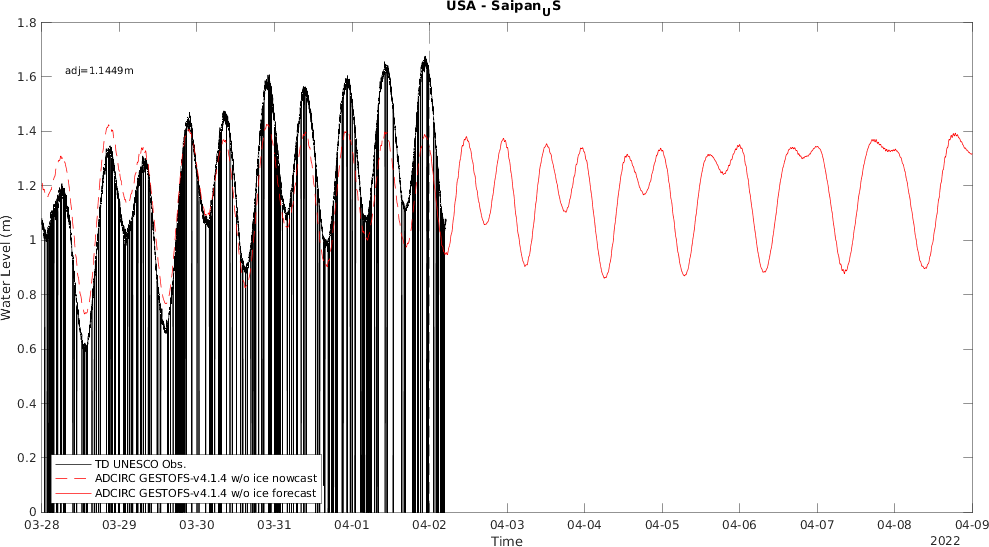 USA - Saipan_US
adj=1.1449m
Water Level (m)
1.8
1.6
1.4
1.2
1
0.8
0.6
0.4
0.2
0
TD UNESCO Obs.
ADCIRC GESTOFS-v4.1.4 w/o ice nowcast
ADCIRC GESTOFS-v4.1.4 w/o ice forecast
03-28 03-29 03-30 03-31 04-01 04-02 04-03 04-04 04-05 04-06 04-07 04-08 04-09
Time
2022